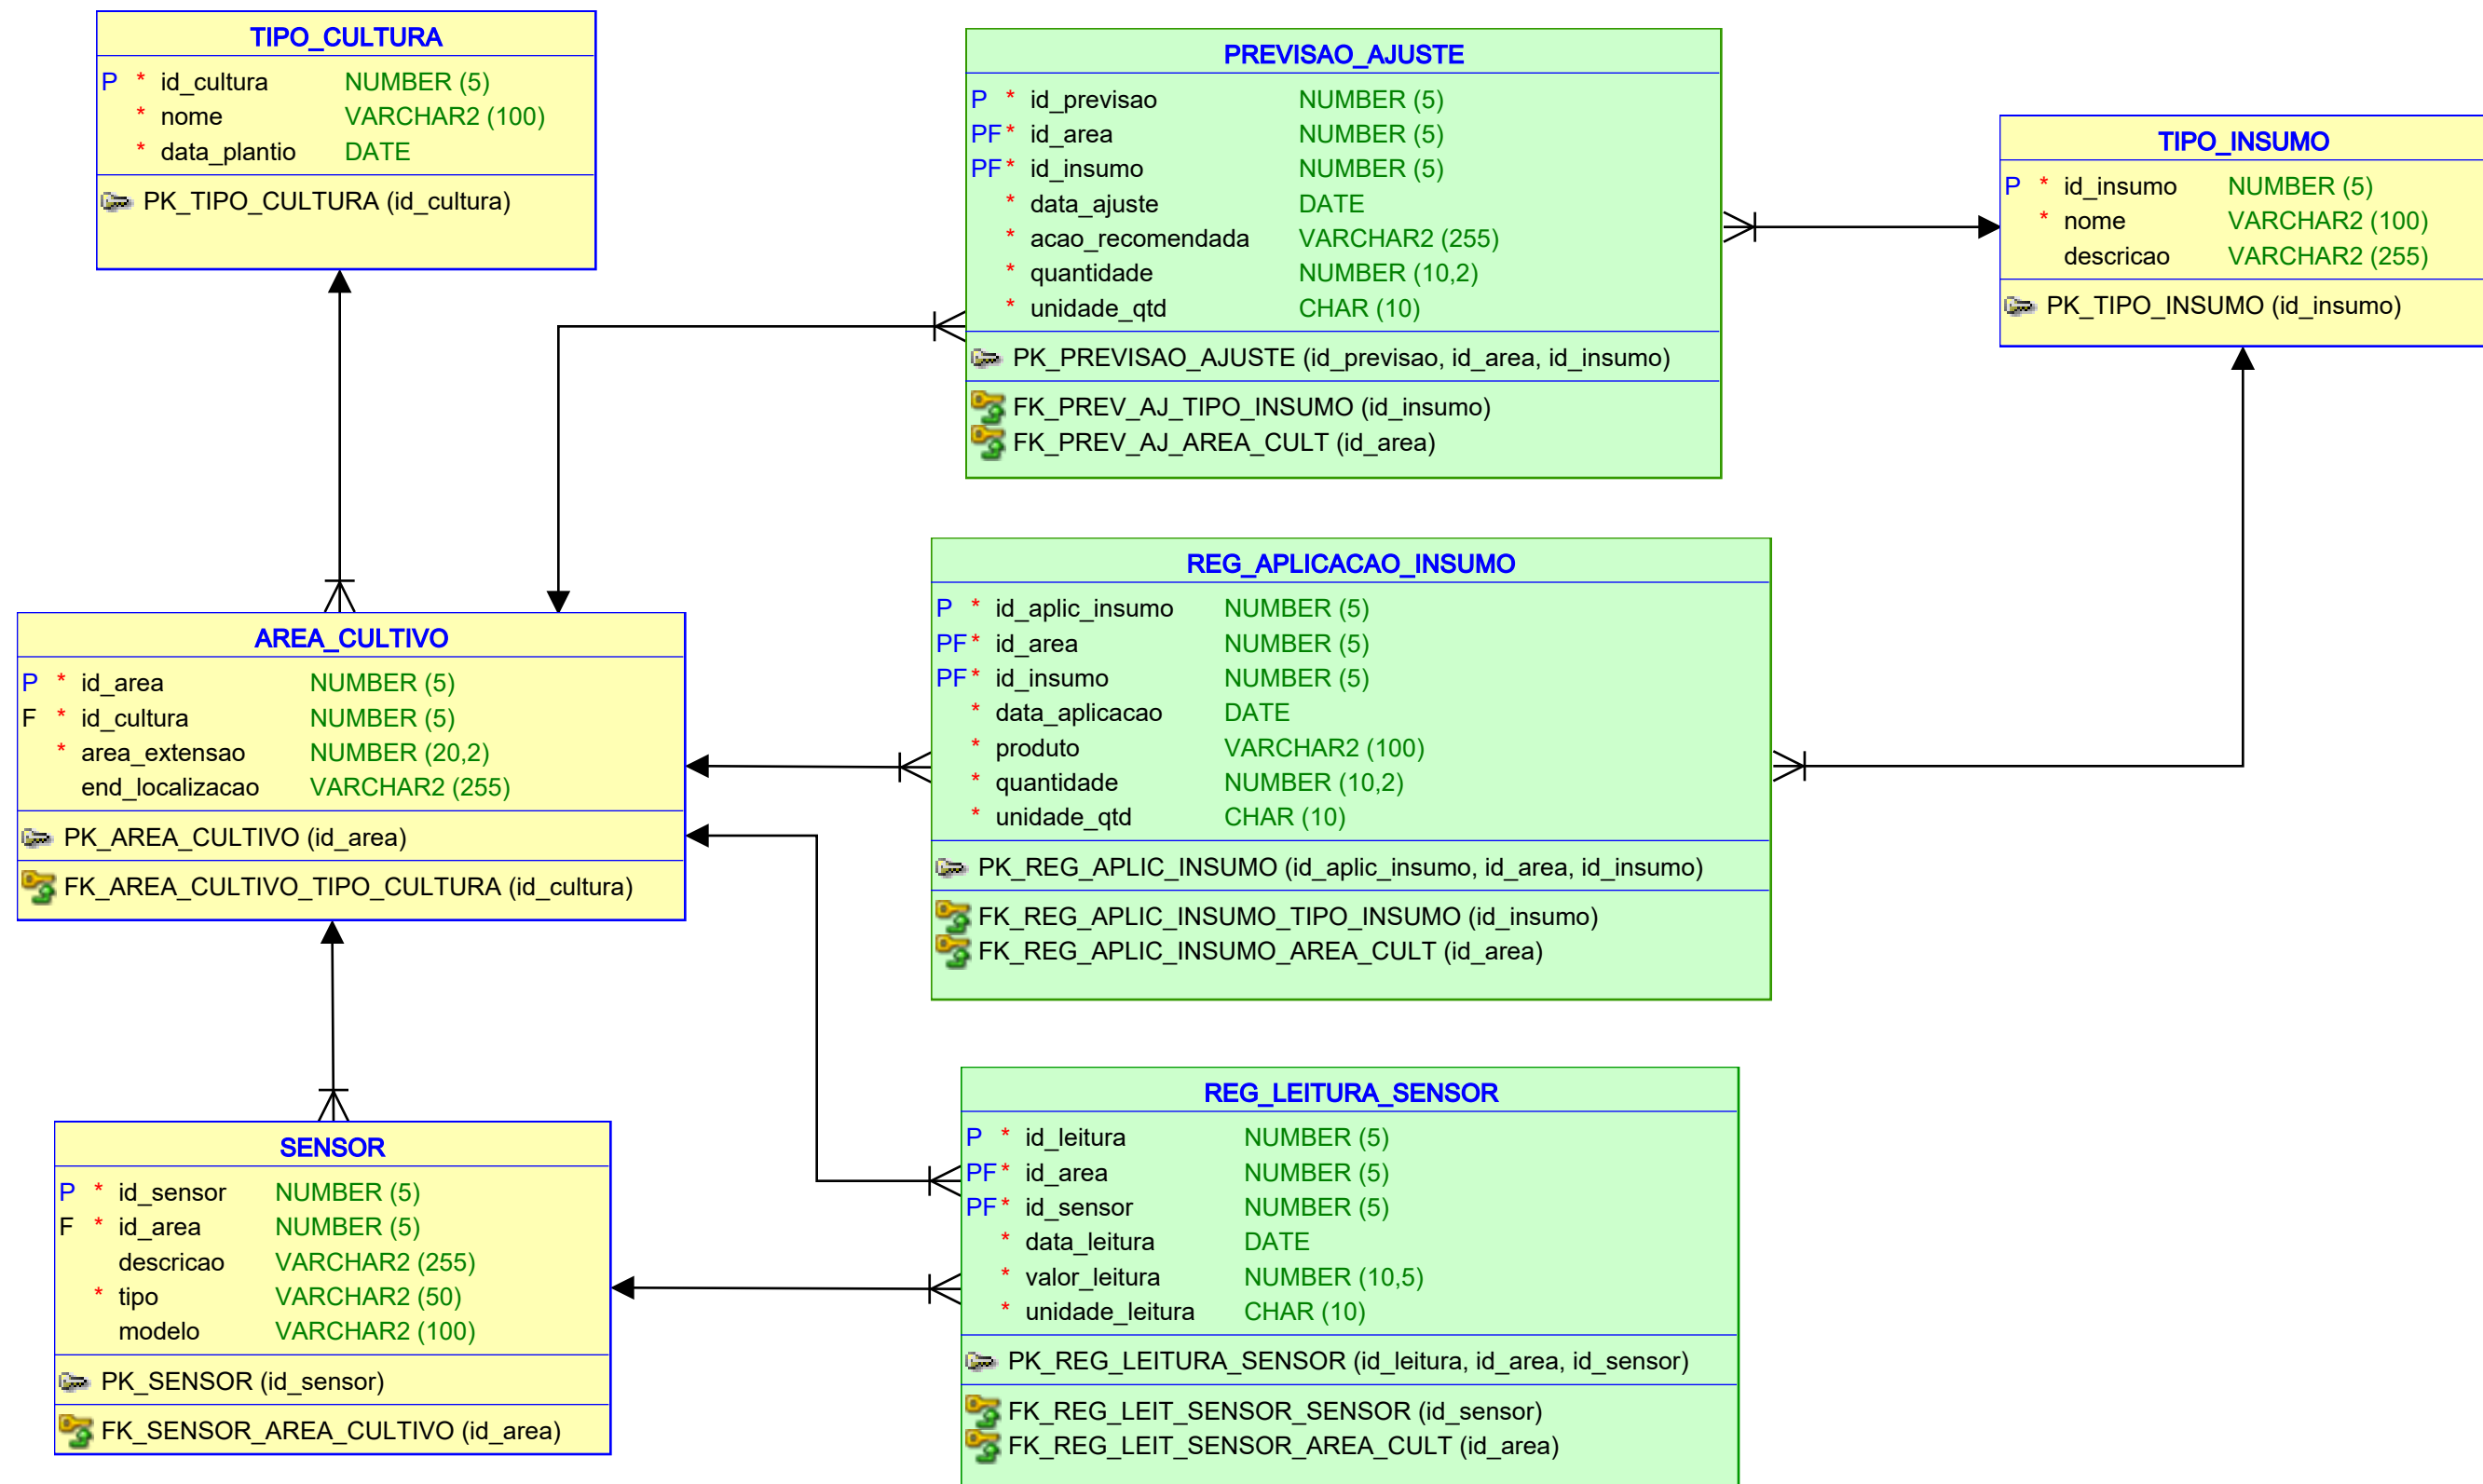 TIPO_CULTURA
P * id_cultura NUMBER (5)
* nome VARCHAR2 (100)
* data_plantio DATE
PK_TIPO_CULTURA (id_cultura)
PREVISAO_AJUSTE
P * id_previsao NUMBER (5)
PF * id_area NUMBER (5)
PF * id_insumo NUMBER (5)
* data_ajuste DATE
* acao_recomendada VARCHAR2 (255)
* quantidade NUMBER (10,2)
* unidade_qtd CHAR (10)
PK_PREVISAO_AJUSTE (id_previsao, id_area, id_insumo)
FK_PREV_AJ_TIPO_INSUMO (id_insumo)
FK_PREV_AJ_AREA_CULT (id_area)
TIPO_INSUMO
P * id_insumo NUMBER (5)
* nome VARCHAR2 (100)
descricao VARCHAR2 (255)
PK_TIPO_INSUMO (id_insumo)
AREA_CULTIVO
P * id_area NUMBER (5)
F * id_cultura NUMBER (5)
* area_extensao NUMBER (20,2)
end_localizacao VARCHAR2 (255)
PK_AREA_CULTIVO (id_area)
FK_AREA_CULTIVO_TIPO_CULTURA (id_cultura)
REG_APLICACAO_INSUMO
P * id_aplic_insumo NUMBER (5)
PF * id_area NUMBER (5)
PF * id_insumo NUMBER (5)
* data_aplicacao DATE
* produto VARCHAR2 (100)
* quantidade NUMBER (10,2)
* unidade_qtd CHAR (10)
PK_REG_APLIC_INSUMO (id_aplic_insumo, id_area, id_insumo)
FK_REG_APLIC_INSUMO_TIPO_INSUMO (id_insumo)
FK_REG_APLIC_INSUMO_AREA_CULT (id_area)
SENSOR
P * id_sensor NUMBER (5)
F * id_area NUMBER (5)
descricao VARCHAR2 (255)
* tipo VARCHAR2 (50)
modelo VARCHAR2 (100)
PK_SENSOR (id_sensor)
FK_SENSOR_AREA_CULTIVO (id_area)
REG_LEITURA_SENSOR
P * id_leitura NUMBER (5)
PF * id_area NUMBER (5)
PF * id_sensor NUMBER (5)
* data_leitura DATE
* valor_leitura NUMBER (10,5)
* unidade_leitura CHAR (10)
PK_REG_LEITURA_SENSOR (id_leitura, id_area, id_sensor)
FK_REG_LEIT_SENSOR_SENSOR (id_sensor)
FK_REG_LEIT_SENSOR_AREA_CULT (id_area)